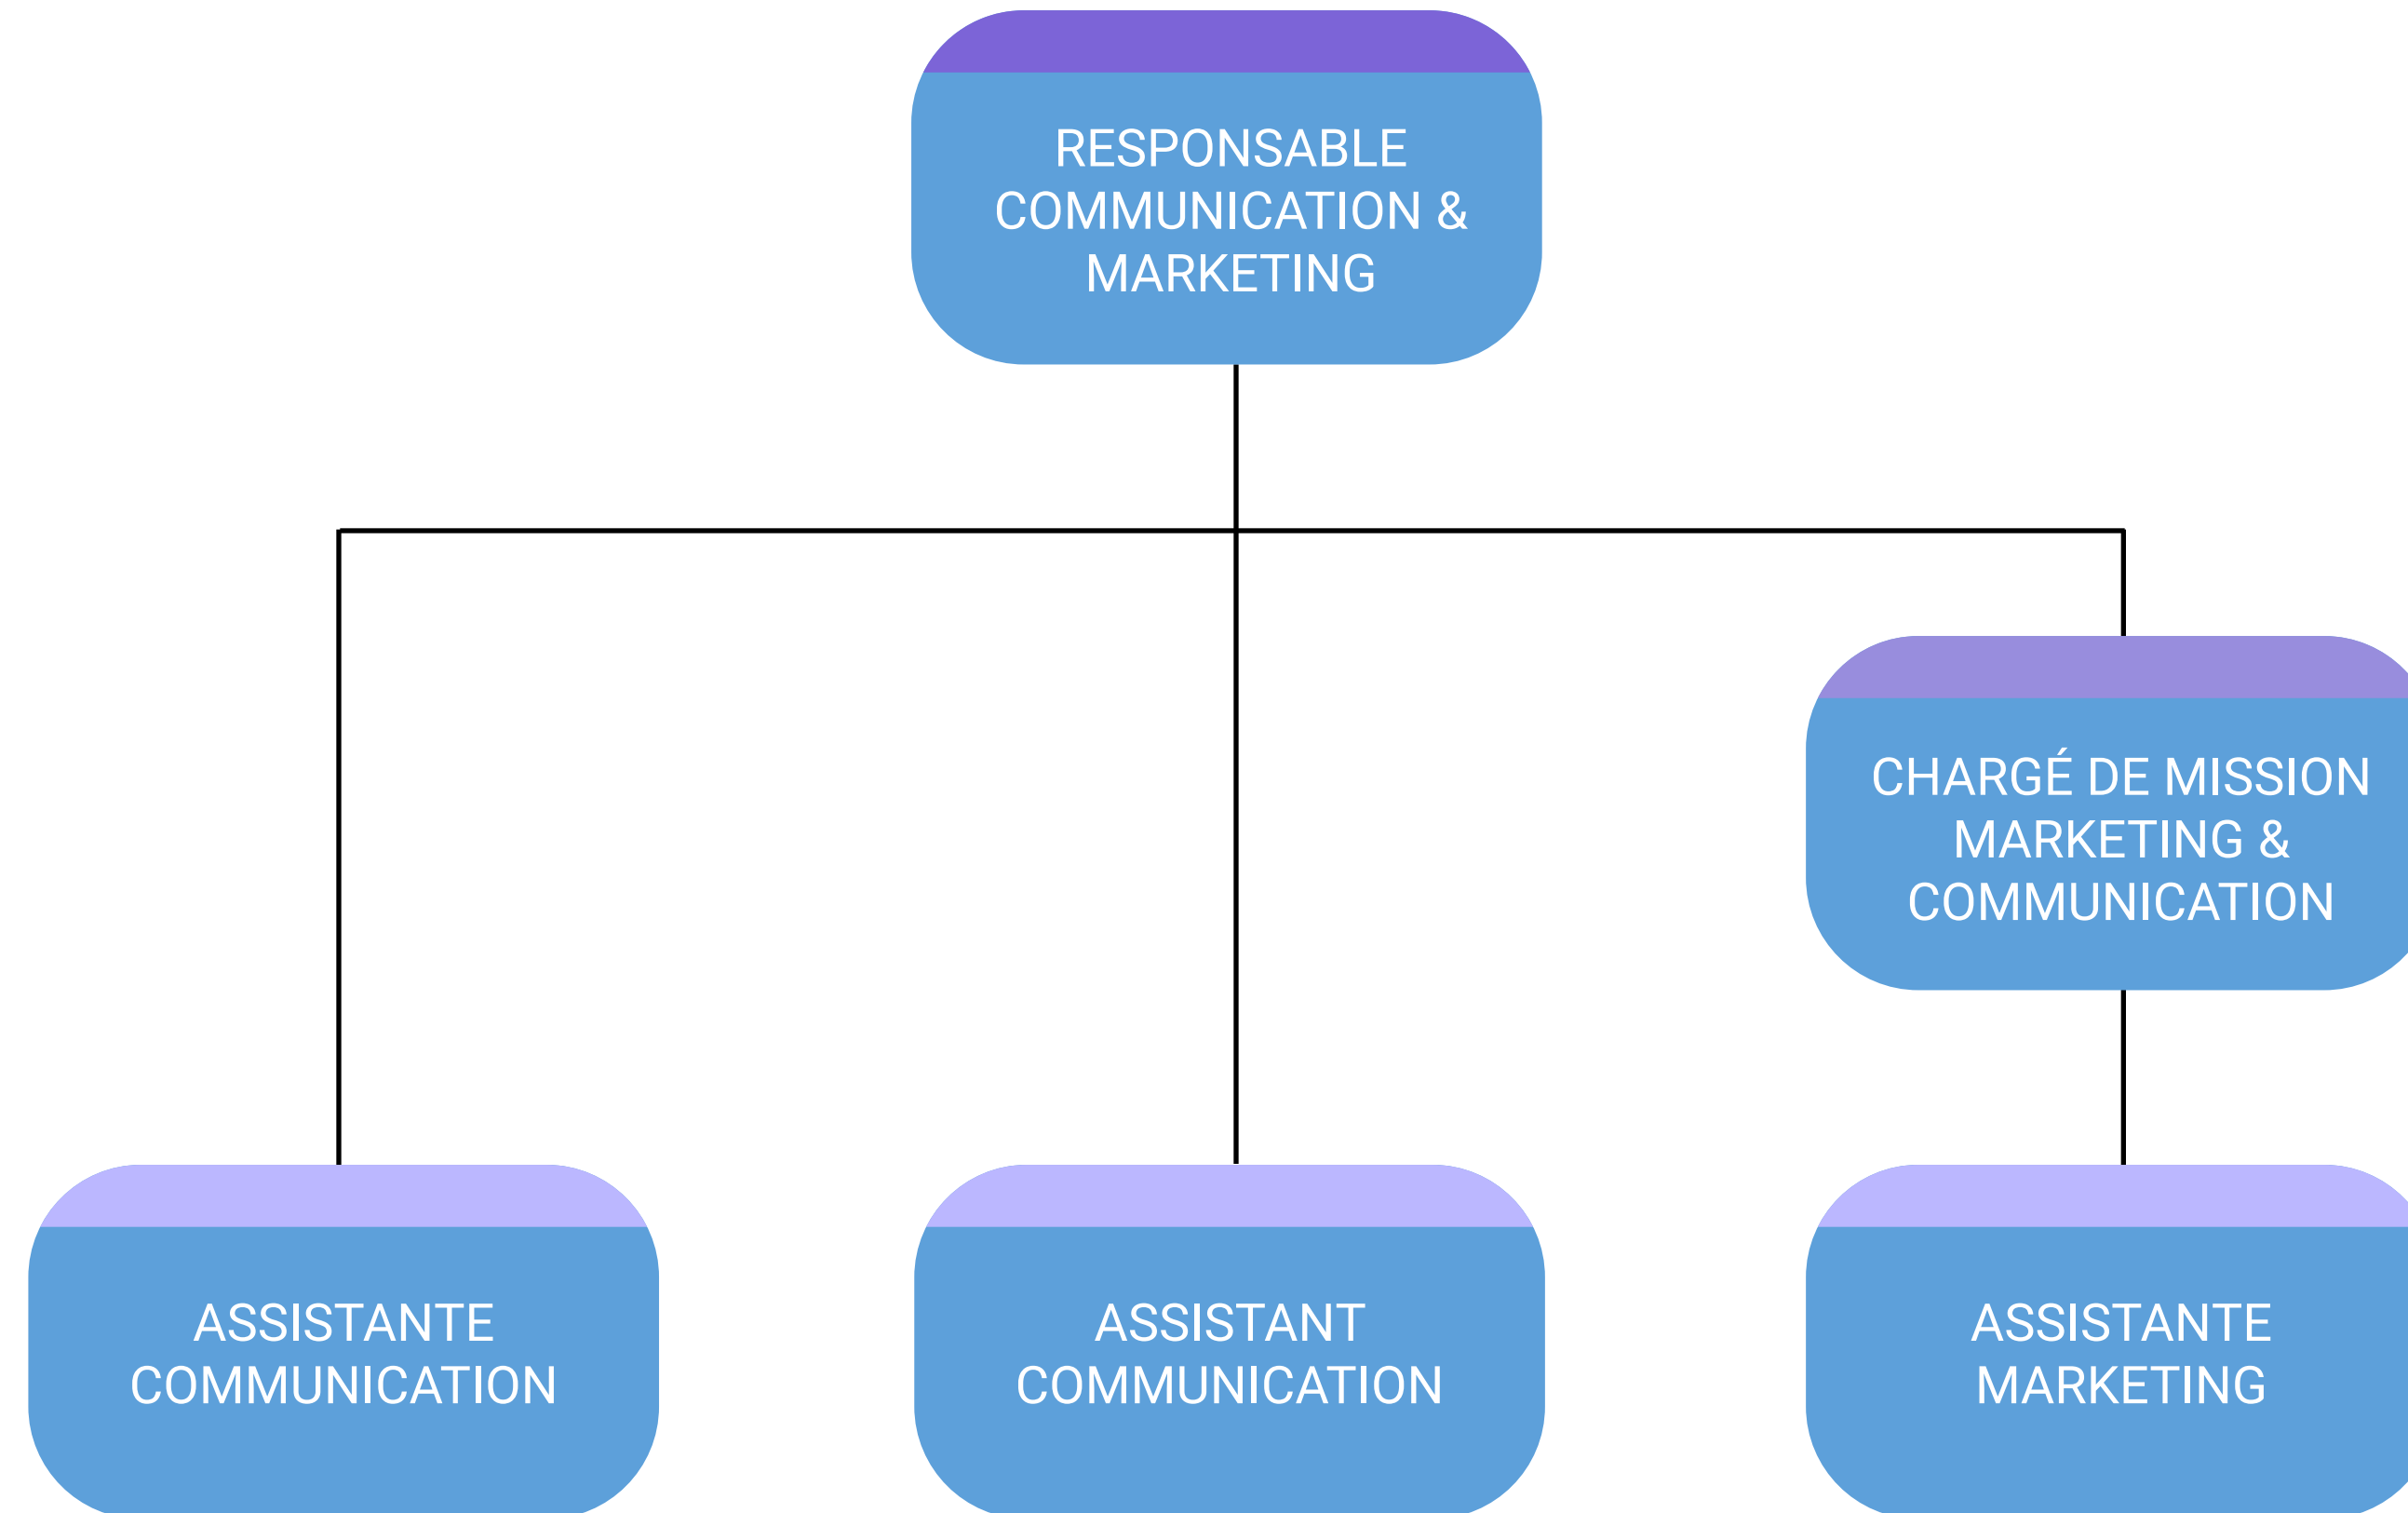 RESPONSABLE
COMMUNICATION &
MARKETING
CHARGÉ DE MISSION
MARKETING &
COMMUNICATION
ASSISTANTE
COMMUNICATION
ASSISTANT
COMMUNICATION
ASSISTANTE
MARKETING